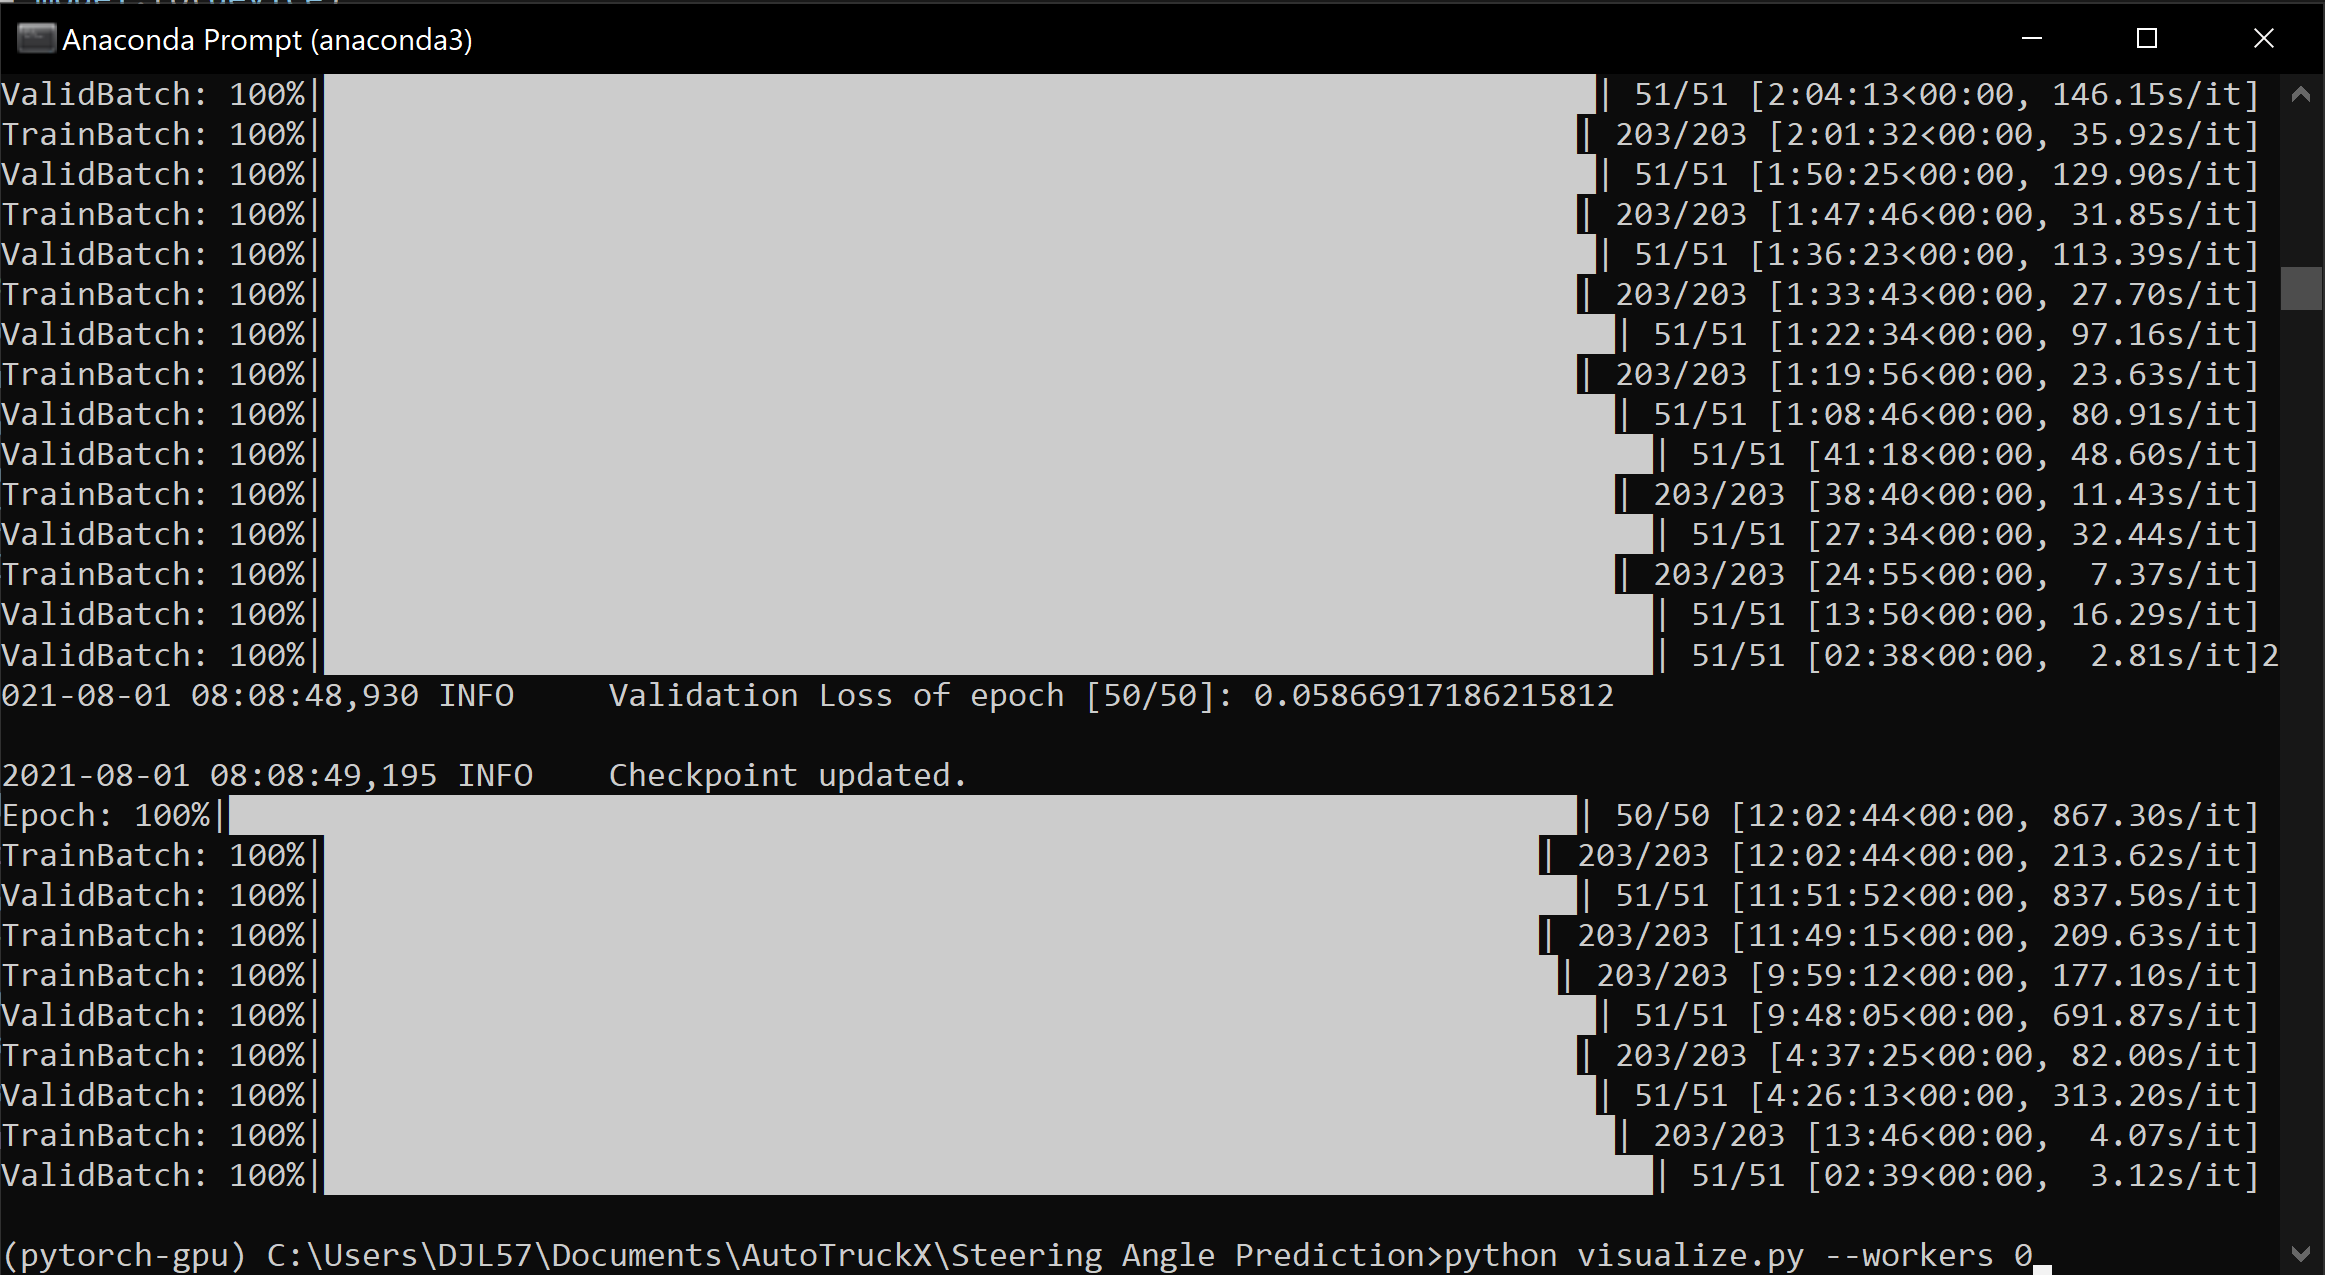 Anaconda Prompt (anaconda3)
ValidBatch: 100%| | 51/51 [2:04:13<00:00, 146.15s/it]
TrainBatch: 100%| | 203/203 [2:01:32<00:00, 35.92s/it]
ValidBatch: 100%| | 51/51 [1:50:25<00:00, 129.90s/it]
TrainBatch: 100%| | 203/203 [1:47:46<00:00, 31.85s/it]
ValidBatch: 100%| | 51/51 [1:36:23<00:00, 113.39s/it]
TrainBatch: 100%| | 203/203 [1:33:43<00:00, 27.70s/it]
ValidBatch: 100%| | 51/51 [1:22:34<00:00, 97.16s/it]
TrainBatch: 100%| | 203/203 [1:19:56<00:00, 23.63s/it]
ValidBatch: 100%| | 51/51 [1:08:46<00:00, 80.91s/it]
ValidBatch: 100%| | 51/51 [41:18<00:00, 48.60s/it]
TrainBatch: 100%| | 203/203 [38:40<00:00, 11.43s/it]
ValidBatch: 100%| | 51/51 [27:34<00:00, 32.44s/it]
TrainBatch: 100%| | 203/203 [24:55<00:00, 7.37s/it]
ValidBatch: 100%| | 51/51 [13:50<00:00, 16.29s/it]
ValidBatch: 100%| | 51/51 [02:38<00:00, 2.81s/it]2
021-08-01 08:08:48,930 INFO Validation Loss of epoch [50/50]: 0.05866917186215812
2021-08-01 08:08:49,195 INFO Checkpoint updated.
Epoch: 100%| | 50/50 [12:02:44<00:00, 867.30s/it]
TrainBatch: 100%| | 203/203 [12:02:44<00:00, 213.62s/it]
ValidBatch: 100%| | 51/51 [11:51:52<00:00, 837.50s/it]
TrainBatch: 100%| | 203/203 [11:49:15<00:00, 209.63s/it]
TrainBatch: 100%| | 203/203 [9:59:12<00:00, 177.10s/it]
ValidBatch: 100%| | 51/51 [9:48:05<00:00, 691.87s/it]
TrainBatch: 100%| | 203/203 [4:37:25<00:00, 82.00s/it]
ValidBatch: 100%| | 51/51 [4:26:13<00:00, 313.20s/it]
TrainBatch: 100%| | 203/203 [13:46<00:00, 4.07s/it]
ValidBatch: 100%| | 51/51 [02:39<00:00, 3.12s/it]
(pytorch-gpu) C:\Users\DJL57\Documents\AutoTruckX\Steering Angle Prediction>python visualize.py --workers 0